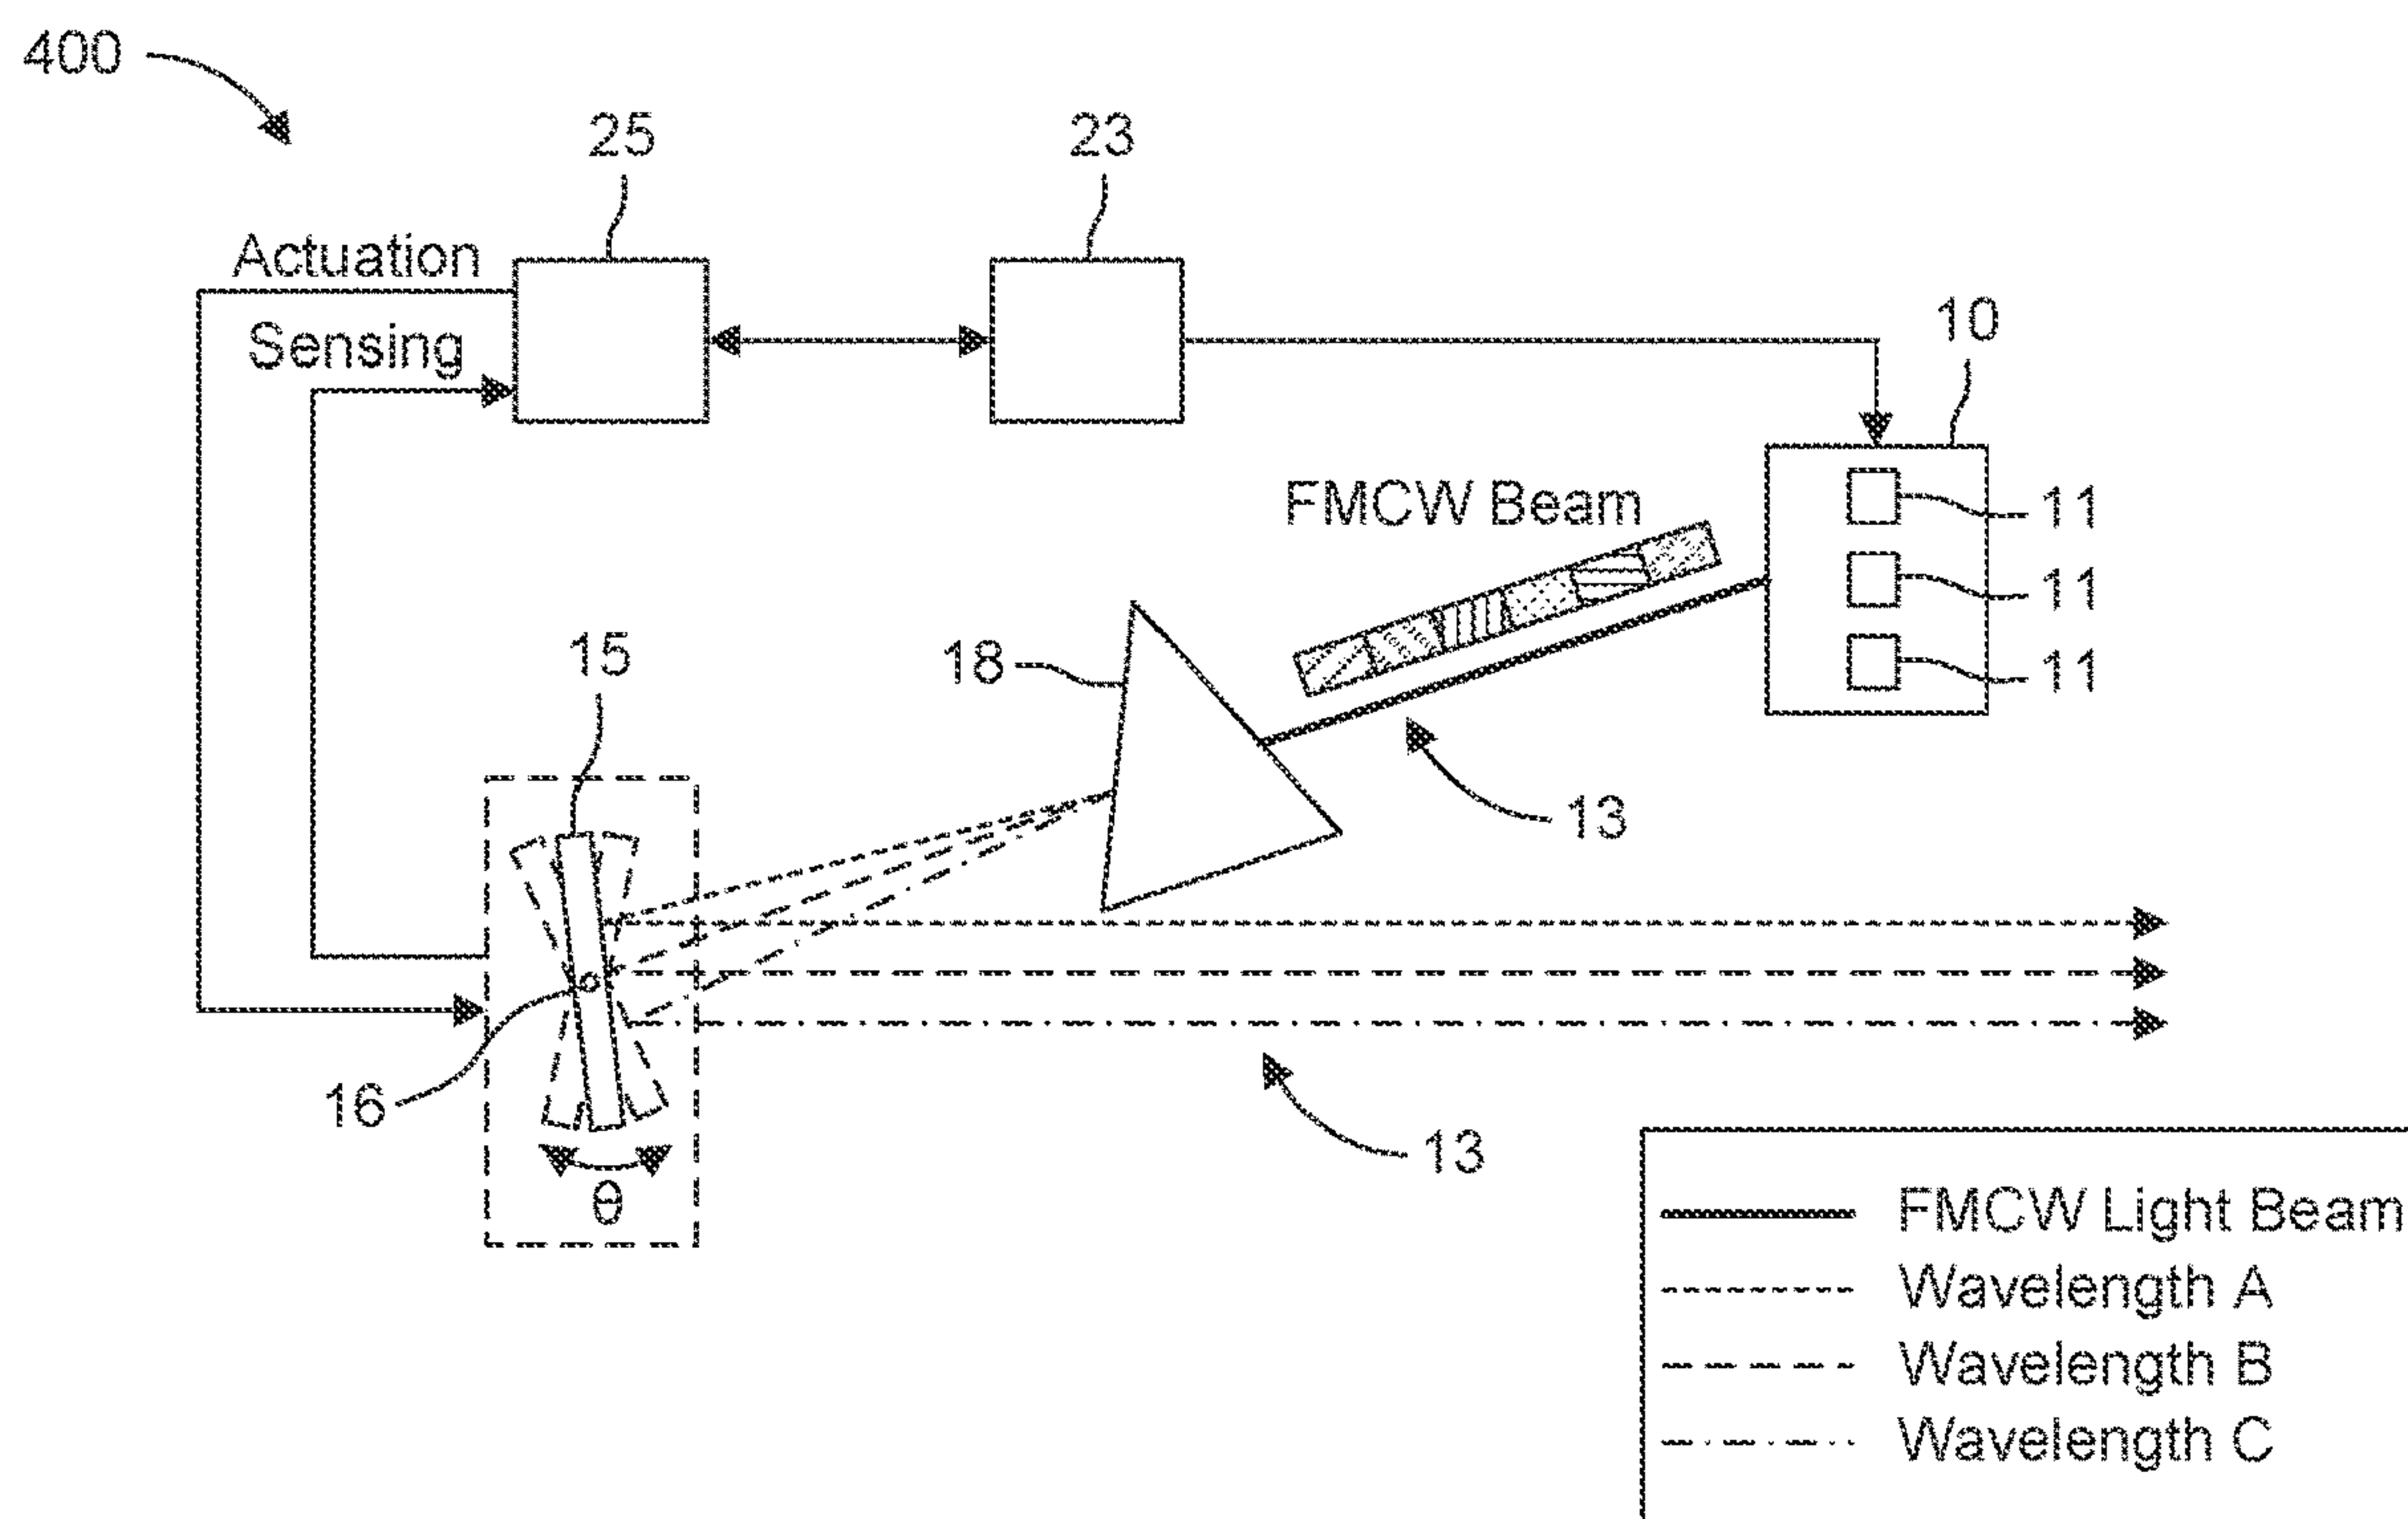 400
25
23
Actuation
Sensing
10
FMCW Beam
11
11
11
18
15
13
16
θ
13
FMCW Light Beam
Wavelength A
Wavelength B
Wavelength C